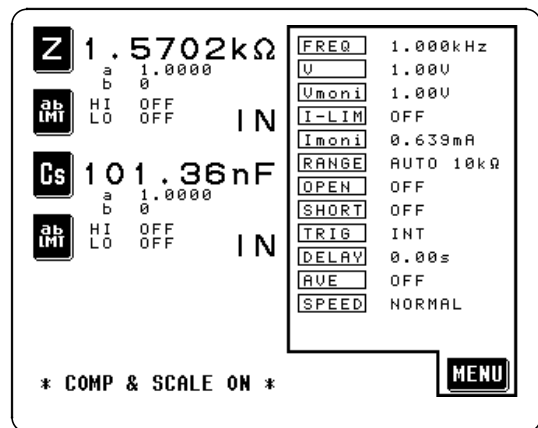 Z 1.5702kΩ
a 1.0000
b 0
ab LMT HI OFF
LO OFF IN
Cs 101.36nF
a 1.0000
b 0
ab LMT HI OFF
LO OFF IN
FREQ 1.000kHz
V 1.00V
Vmoni 1.00V
I-LIM OFF
Imoni 0.639mA
RANGE AUTO 10kΩ
OPEN OFF
SHORT OFF
TRIG INT
DELAY 0.00s
AVE OFF
SPEED NORMAL
* COMP & SCALE ON *
MENU